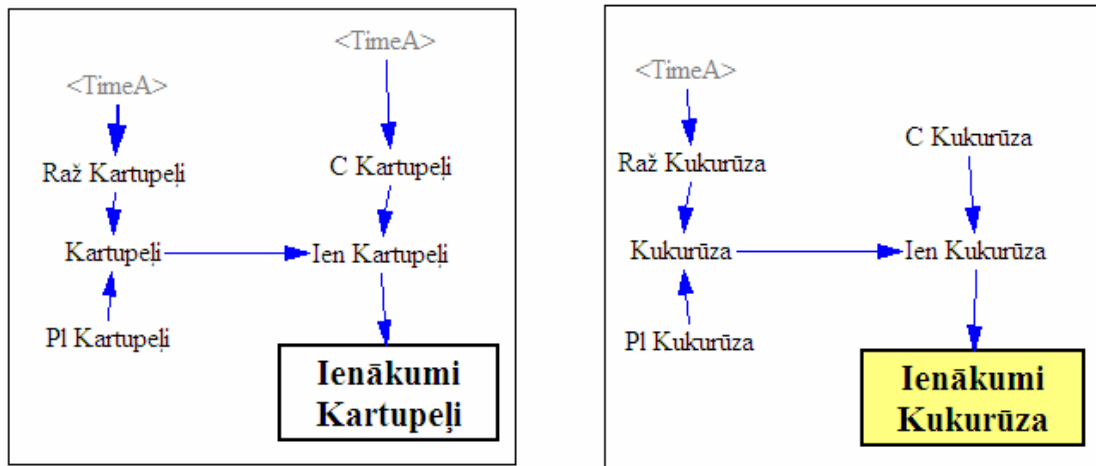 <TimeA>
<TimeA>
Raž Kartupeļi
C Kartupeļi
Kartupeļi
Ien Kartupeļi
Pl Kartupeļi
Ienākumi
Kartupeļi
<TimeA>
C Kukurūza
Raž Kukurūza
Kukurūza
Ien Kukurūza
Pl Kukurūza
Ienākumi
Kukurūza